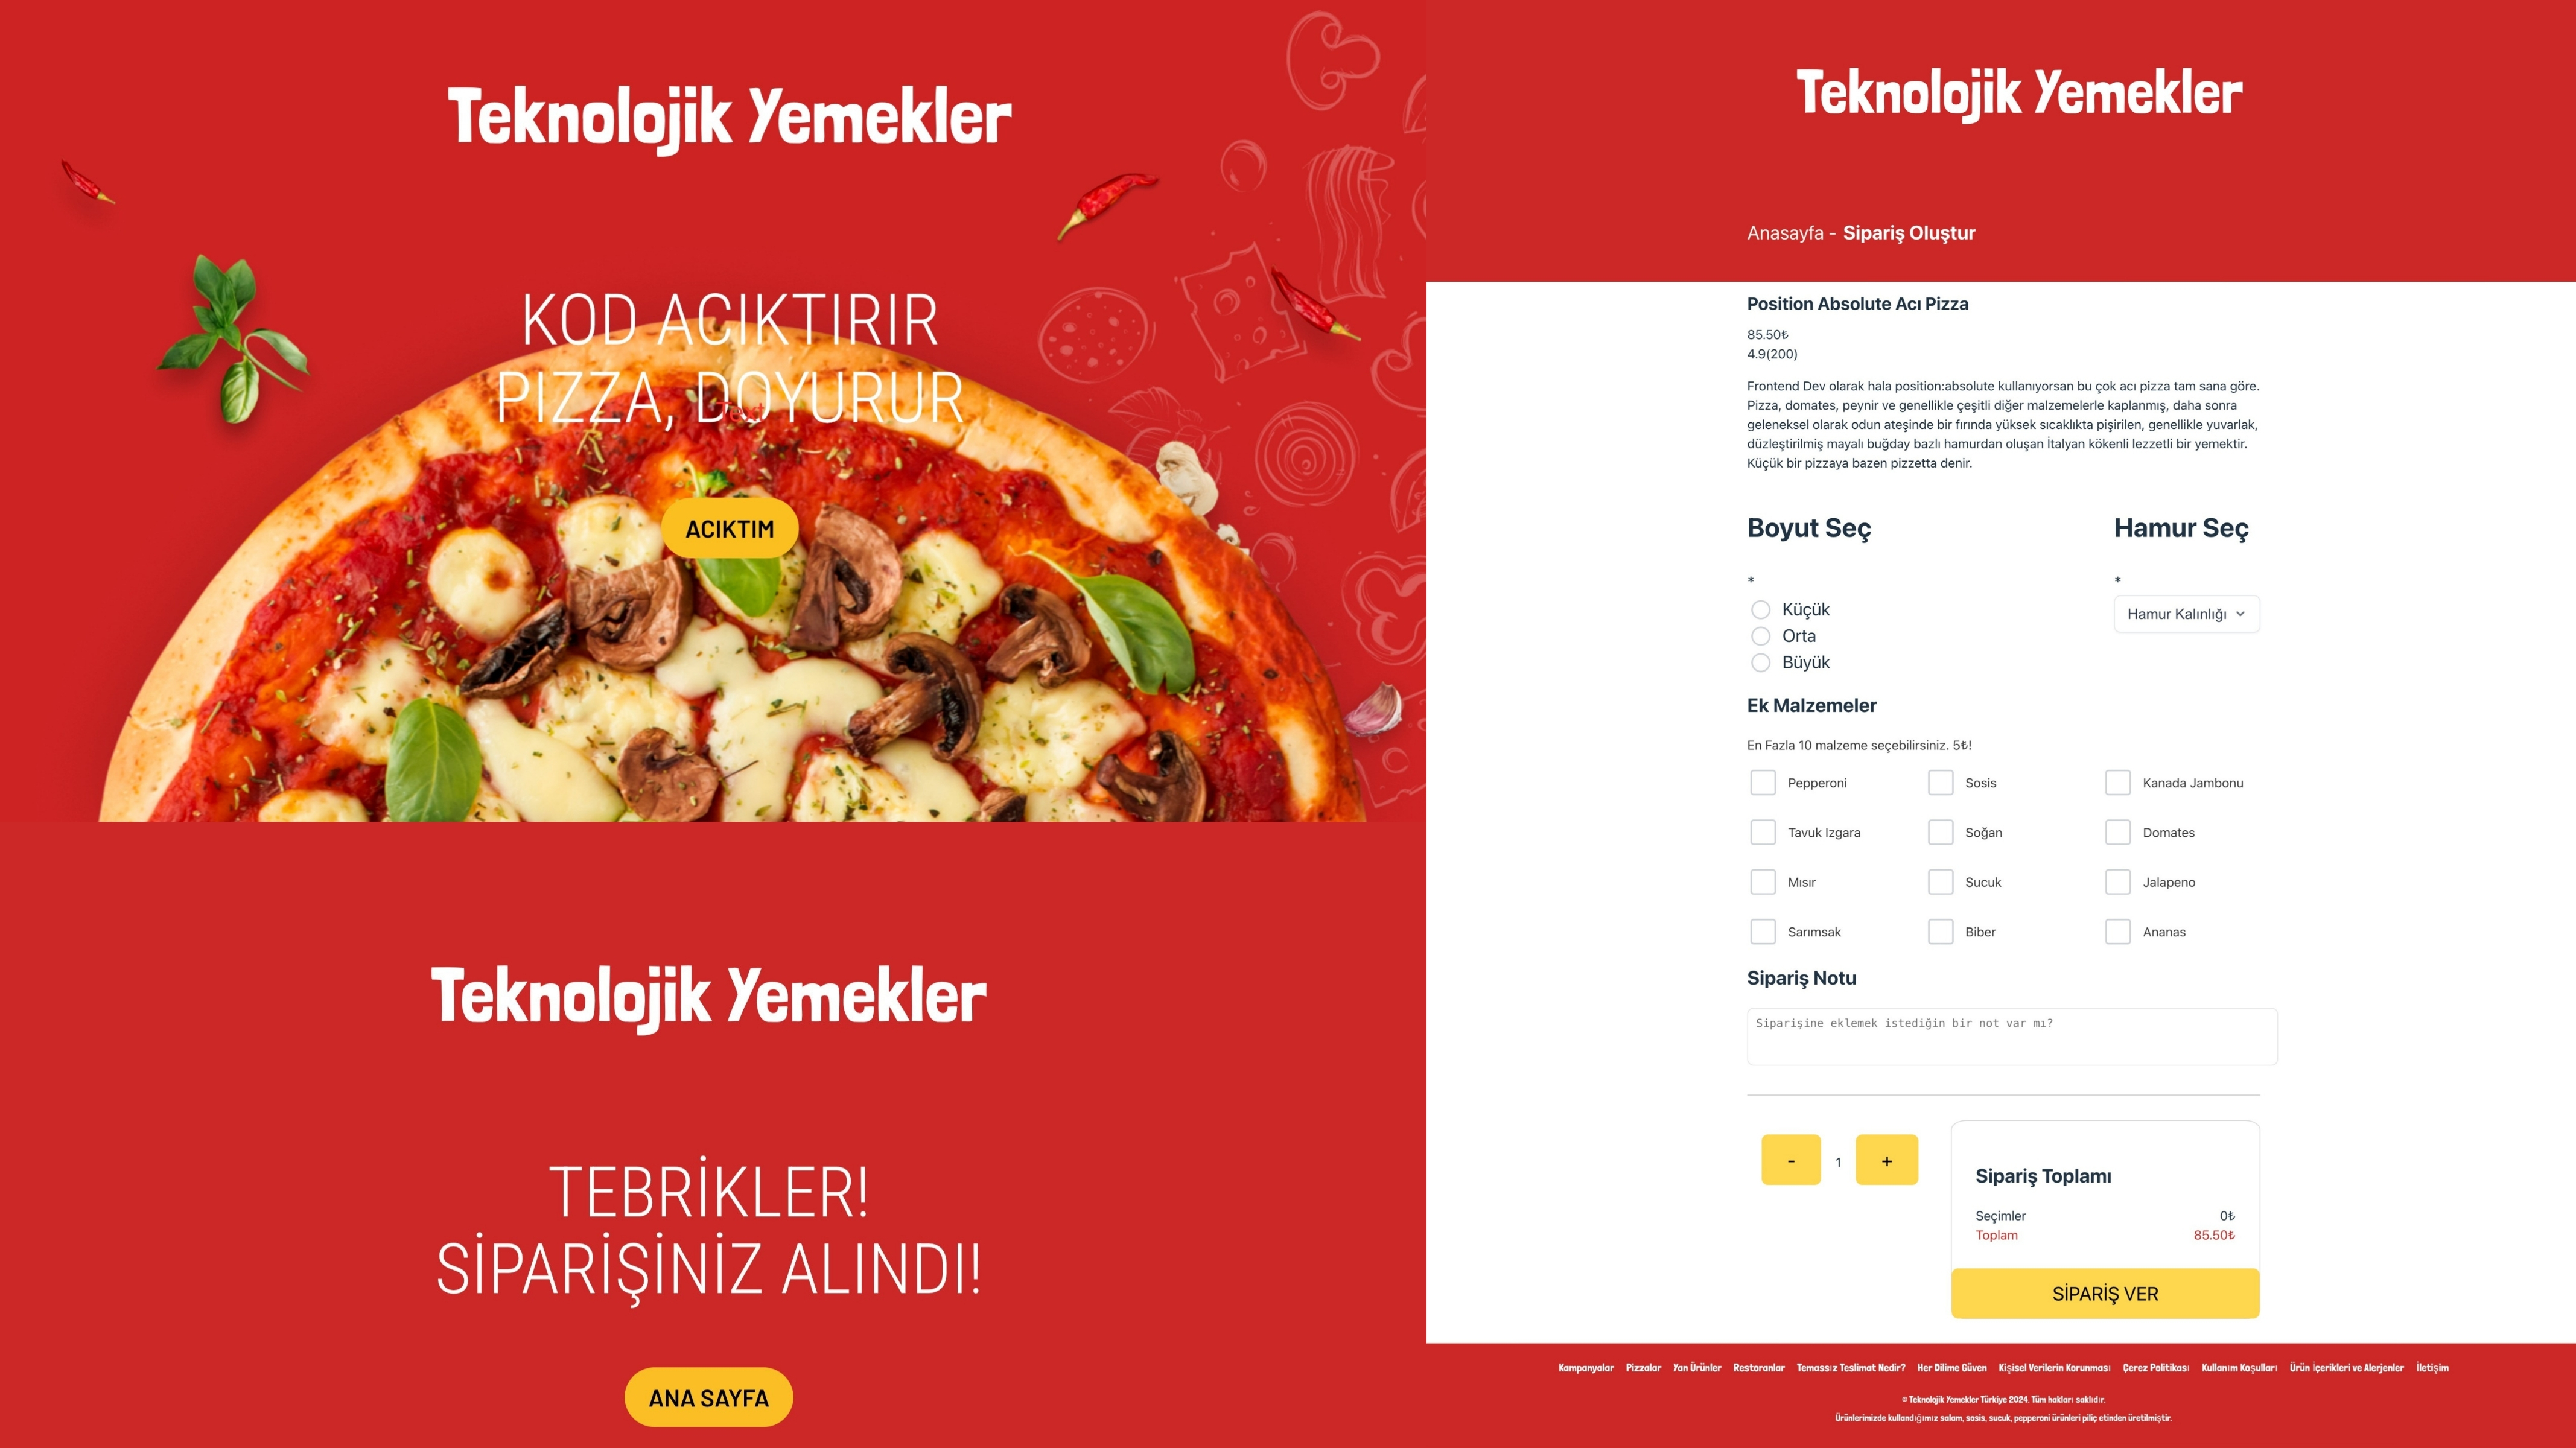 Teknolojik Yemekler
KOD ACIKTIRIR
PIZZA, DOYURUR
Text
ACIKTIM
Teknolojik Yemekler
TEBRİKLER!
SİPARİŞİNİZ ALINDI!
ANA SAYFA
Teknolojik Yemekler
Anasayfa - Sipariş Oluştur
Position Absolute Acı Pizza
85.50₺
4.9(200)
Frontend Dev olarak hala position:absolute kullanıyorsan bu çok acı pizza tam sana göre.
Pizza, domates, peynir ve genellikle çeşitli diğer malzemelerle kaplanmış, daha sonra
geleneksel olarak odun ateşinde bir fırında yüksek sıcaklıkta pişirilen, genellikle yuvarlak,
düzleştirilmiş mayalı buğday bazlı hamurdan oluşan İtalyan kökenli lezzetli bir yemektir.
Küçük bir pizzaya bazen pizzetta denir.
Boyut Seç
*
Küçük
Orta
Büyük
Hamur Seç
*
Hamur Kalınlığı
Ek Malzemeler
En Fazla 10 malzeme seçebilirsiniz. 5₺!
Pepperoni Sosis Kanada Jambonu
Tavuk Izgara Soğan Domates
Mısır Sucuk Jalapeno
Sarımsak Biber Ananas
Sipariş Notu
Siparişine eklemek istediğin bir not var mı?
- 1 +
Sipariş Toplamı
Seçimler 0₺
Toplam 85.50₺
SİPARİŞ VER
Kampanyalar Pizzalar Yan Ürünler Restoranlar Temassız Teslimat Nedir? Her Dilime Güven Kişisel Verilerin Korunması Çerez Politikası Kullanım Koşulları Ürün İçerikleri ve Alerjenler İletişim
© Teknolojik Yemekler Türkiye 2024. Tüm hakları saklıdır.
Ürünlerimizde kullandığımız salam, sosis, sucuk, pepperoni ürünleri piliç etinden üretilmiştir.